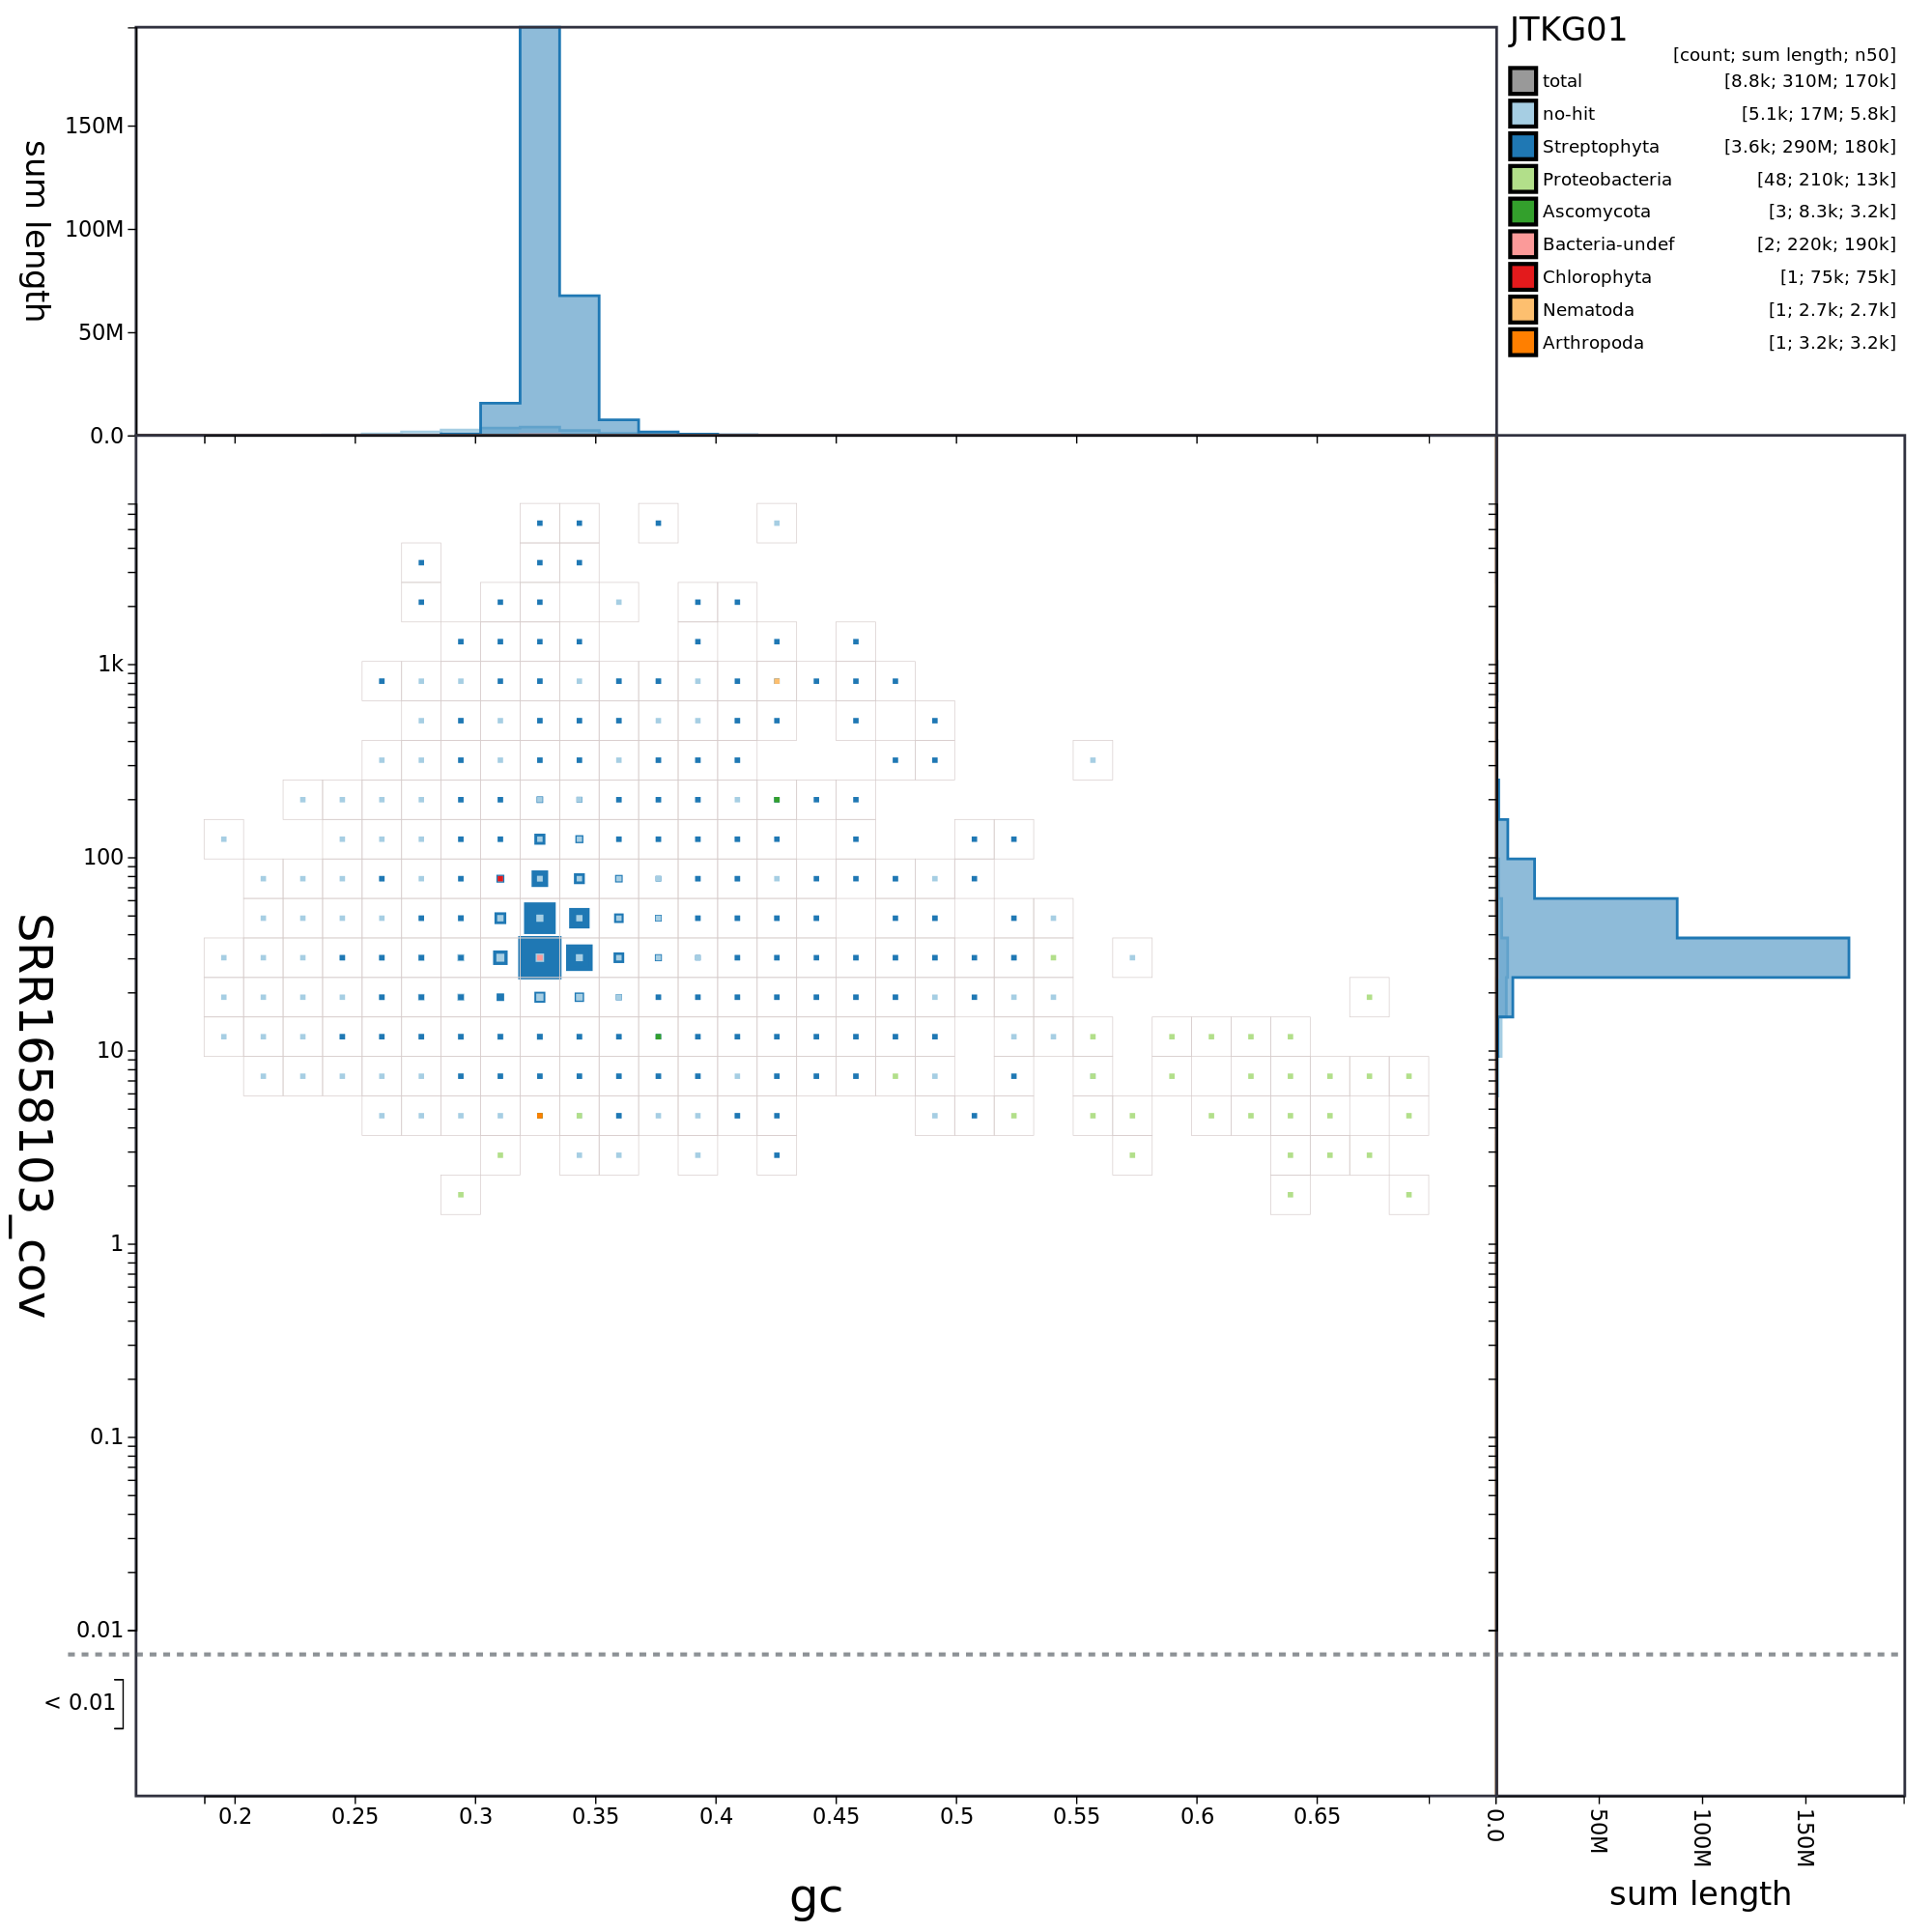 JTKG01
[count; sum length; n50]
total [8.8k; 310M; 170k]
no-hit [5.1k; 17M; 5.8k]
Streptophyta [3.6k; 290M; 180k]
Proteobacteria [48; 210k; 13k]
Ascomycota [3; 8.3k; 3.2k]
Bacteria-undef [2; 220k; 190k]
Chlorophyta [1; 75k; 75k]
Nematoda [1; 2.7k; 2.7k]
Arthropoda [1; 3.2k; 3.2k]
sum length
150M
100M
50M
0.0
SRR1658103_cov
1k
100
10
1
0.1
0.01
< 0.01
0.2 0.25 0.3 0.35 0.4 0.45 0.5 0.55 0.6 0.65
gc
0.0 50M 100M 150M
sum length